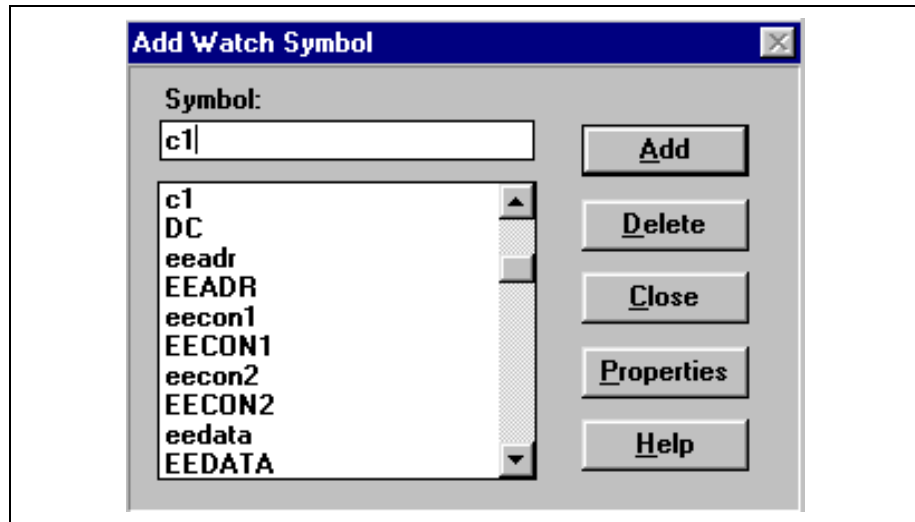 Add Watch Symbol
Symbol:
c1
c1
DC
eeadr
EEADR
eecon1
EECON1
eecon2
EECON2
eedata
EEDATA
Add
Delete
Close
Properties
Help